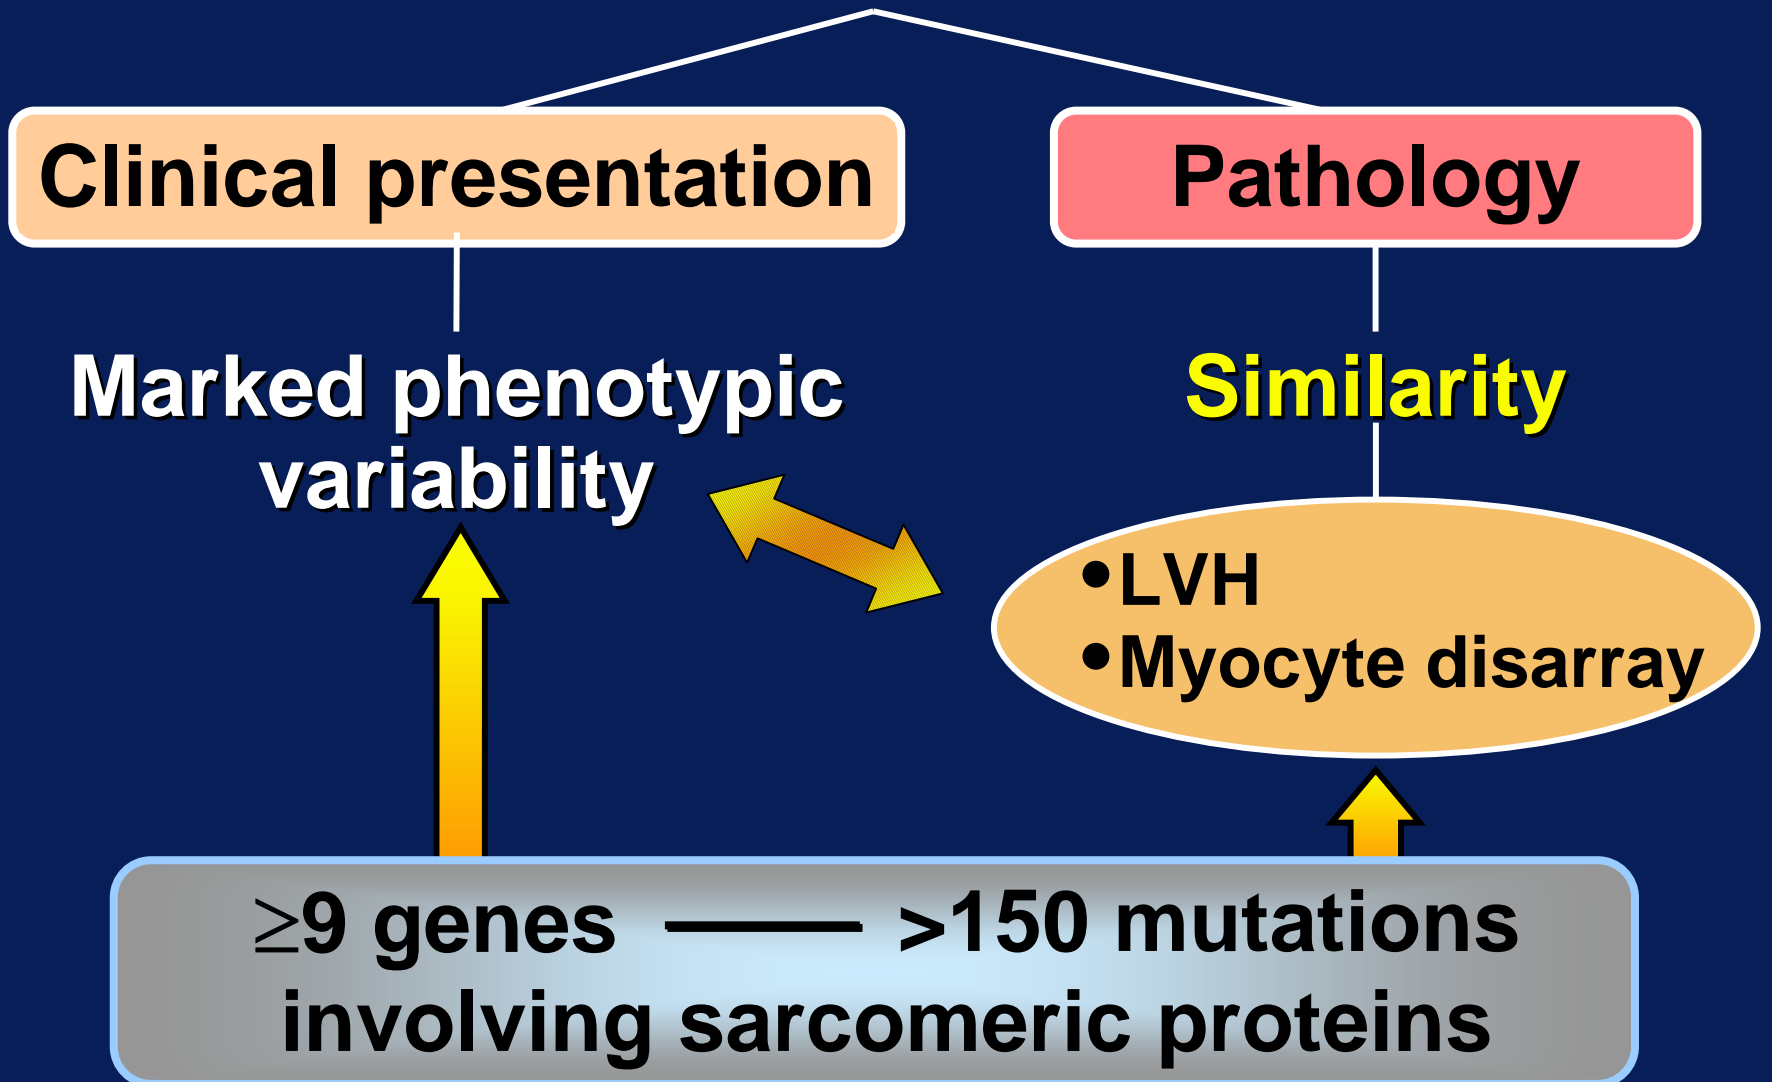 Clinical presentation
Pathology
Marked phenotypic
variability
Similarity
•LVH
•Myocyte disarray
≥9 genes —— >150 mutations
involving sarcomeric proteins